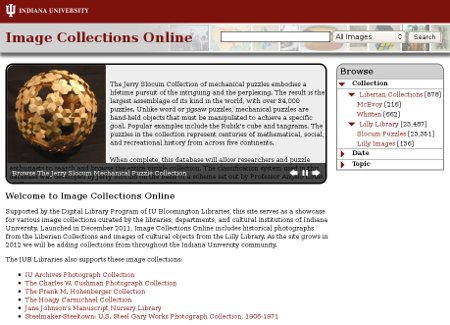 INDIANA UNIVERSITY
Image Collections Online
All Images
Search
The Jerry Slocum Collection of mechanical puzzles embodies a
lifetime pursuit of the intriguing and the perplexing. The result is the
largest assemblage of its kind in the world, with over 34,000
puzzles. Unlike word or jigsaw puzzles, mechanical puzzles are
hand-held objects that must be manipulated to achieve a specific
goal. Popular examples include the Rubik's cube and tangrams. The
puzzles in the collection represent centuries of mathematical, social,
and recreational history from across five continents.
When complete, this database will allow researchers and puzzle
Browse The Jerry Slocum Mechanical Puzzle Collection
Browse
Collection
Liberian Collections [878]
McEvoy [216]
Whitten [662]
Lilly Library [23,487]
Slocum Puzzles [23,351]
Lilly Images [136]
Date
Topic
Welcome to Image Collections Online
Supported by the Digital Library Program of IU Bloomington Libraries, this site serves as a showcase
for various image collections curated by the libraries, departments, and cultural institutions of Indiana
University. Launched in December 2011, Image Collections Online includes historical photographs
from the Liberian Collections and images of cultural objects from the Lilly Library. As the site grows in
2012 we will be adding collections from throughout the Indiana University community.
The IUB Libraries also supports these image collections:
IU Archives Photograph Collection
The Charles W. Cushman Photograph Collection
The Frank M. Hohenberger Collection
The Hoagy Carmichael Collection
Jane Johnson's Manuscript Nursery Library
Steelmaker-Steeltown: U.S. Steel Gary Works Photograph Collection, 1906-1971